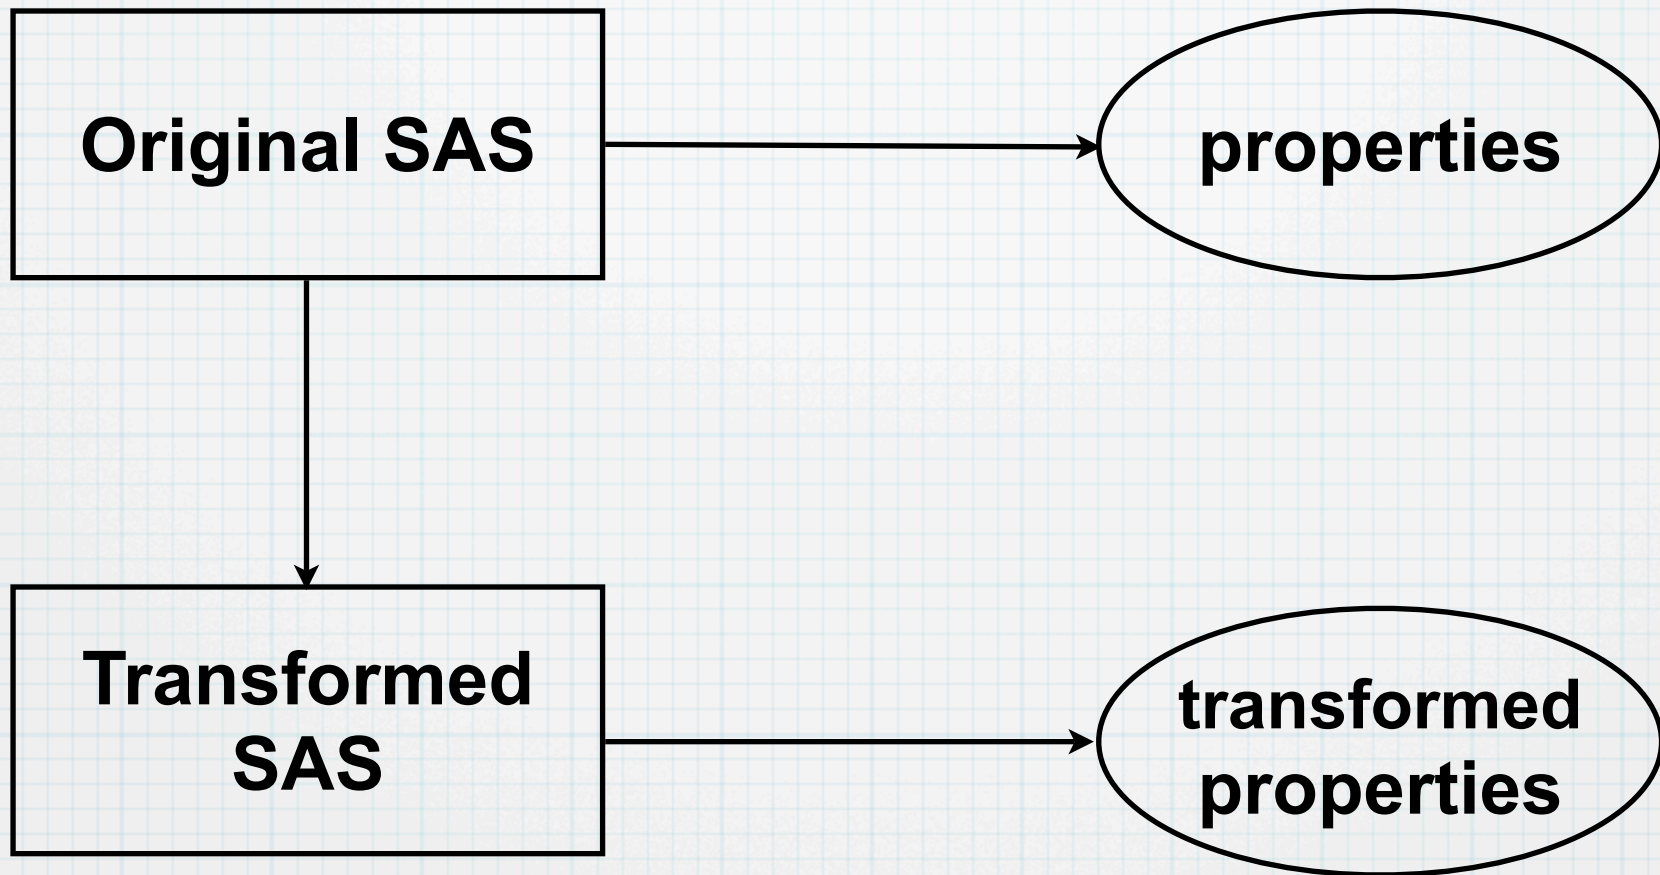 Original SAS
properties
Transformed
SAS
transformed
properties